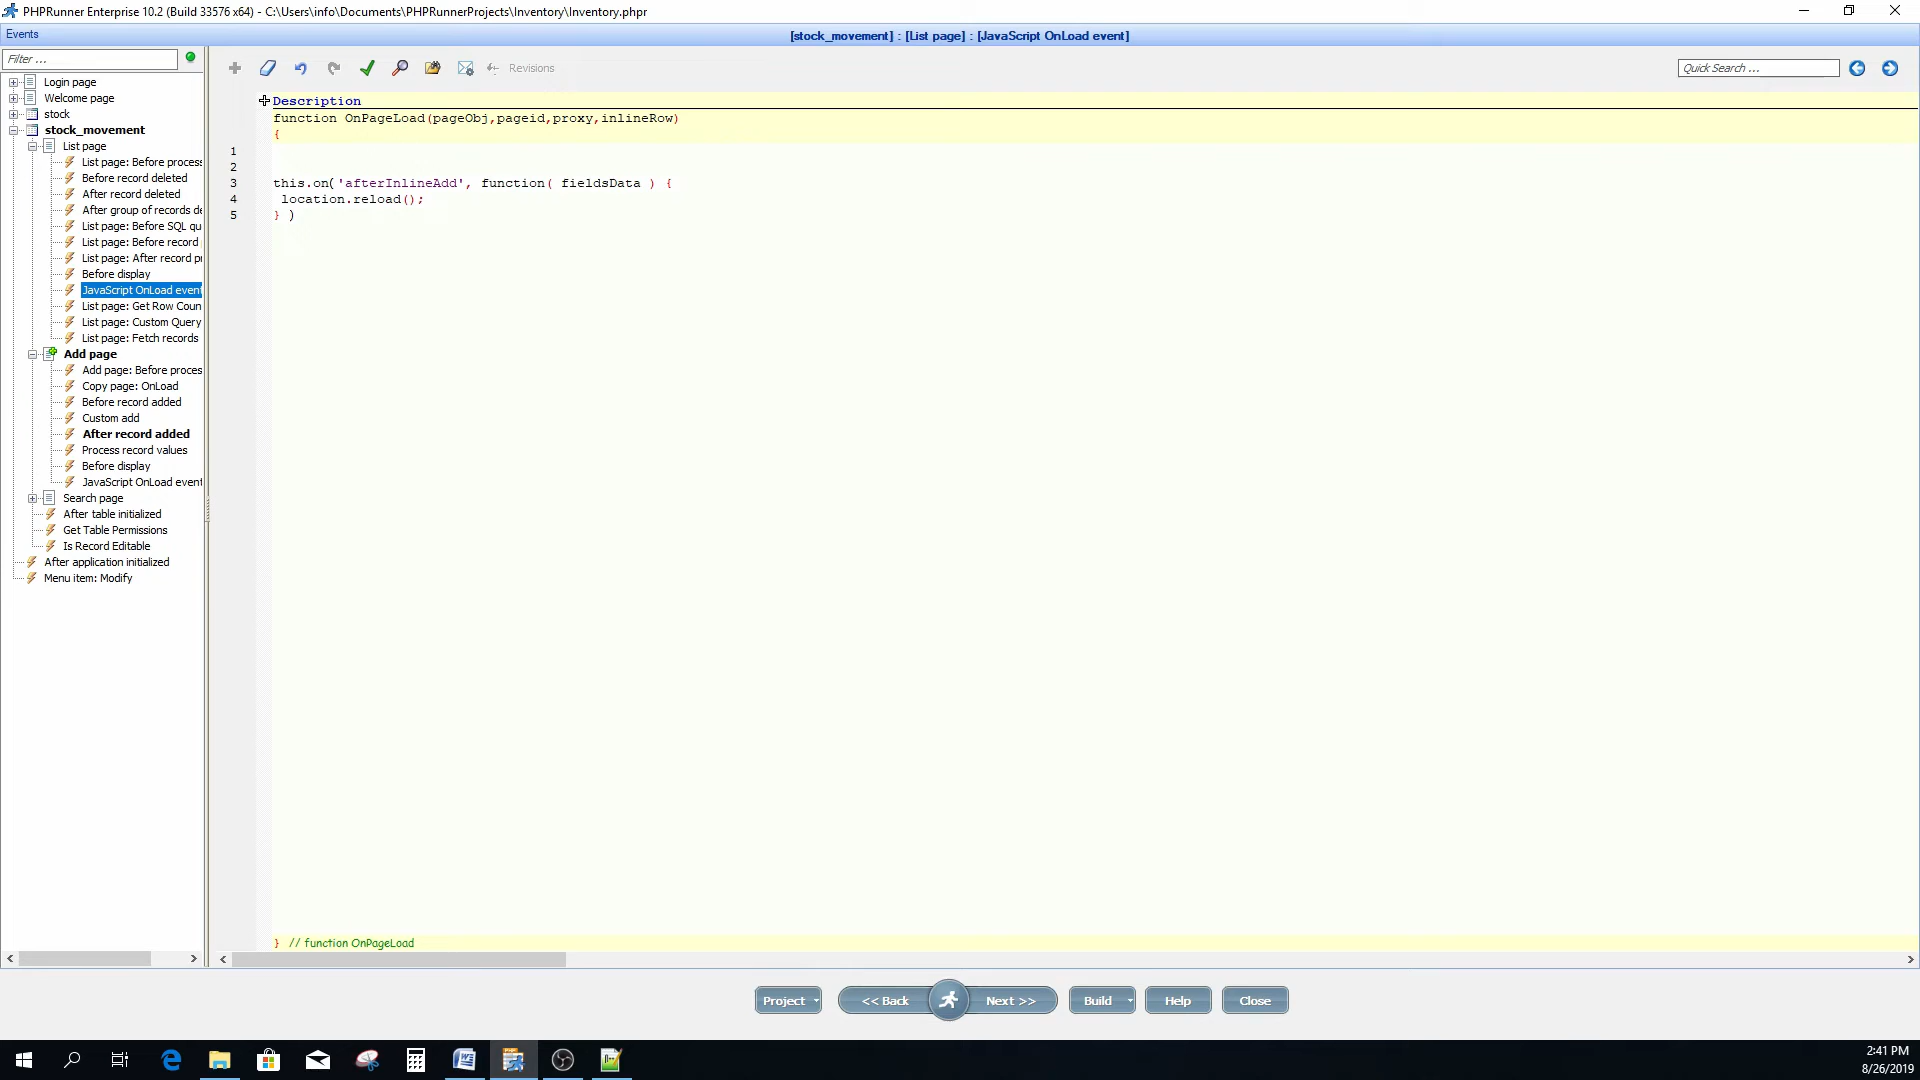 PHPRunner Enterprise 10.2 (Build 33576 x64) - C:\Users\info\Documents\PHPRunnerProjects\Inventory\Inventory.phpr
Events
[stock_movement] : [List page] : [JavaScript OnLoad event]
Filter ...
Revisions
Quick Search ...
Login page
Welcome page
stock
stock_movement
List page
List page: Before process
Before record deleted
After record deleted
After group of records de
List page: Before SQL qu
List page: Before record
List page: After record pr
Before display
JavaScript OnLoad event
List page: Get Row Coun
List page: Custom Query
List page: Fetch records
Add page
Add page: Before proces
Copy page: OnLoad
Before record added
Custom add
After record added
Process record values
Before display
JavaScript OnLoad event
Search page
After table initialized
Get Table Permissions
Is Record Editable
After application initialized
Menu item: Modify
Description
function OnPageLoad(pageObj,pageid,proxy,inlineRow)
{
1
2
3 this.on('afterInlineAdd', function( fieldsData ) {
4 location.reload();
5 } )
} // function OnPageLoad
Project
<< Back
Next >>
Build
Help
Close
2:41 PM
8/26/2019